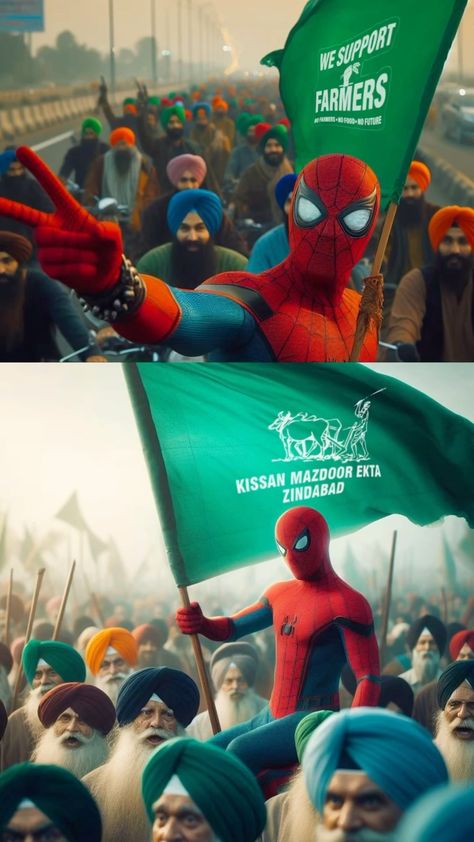 WE SUPPORT
FARMERS
NO FARMERS • NO FOOD • NO FUTURE
KISSAN MAZDOOR EKTA
ZINDABAD